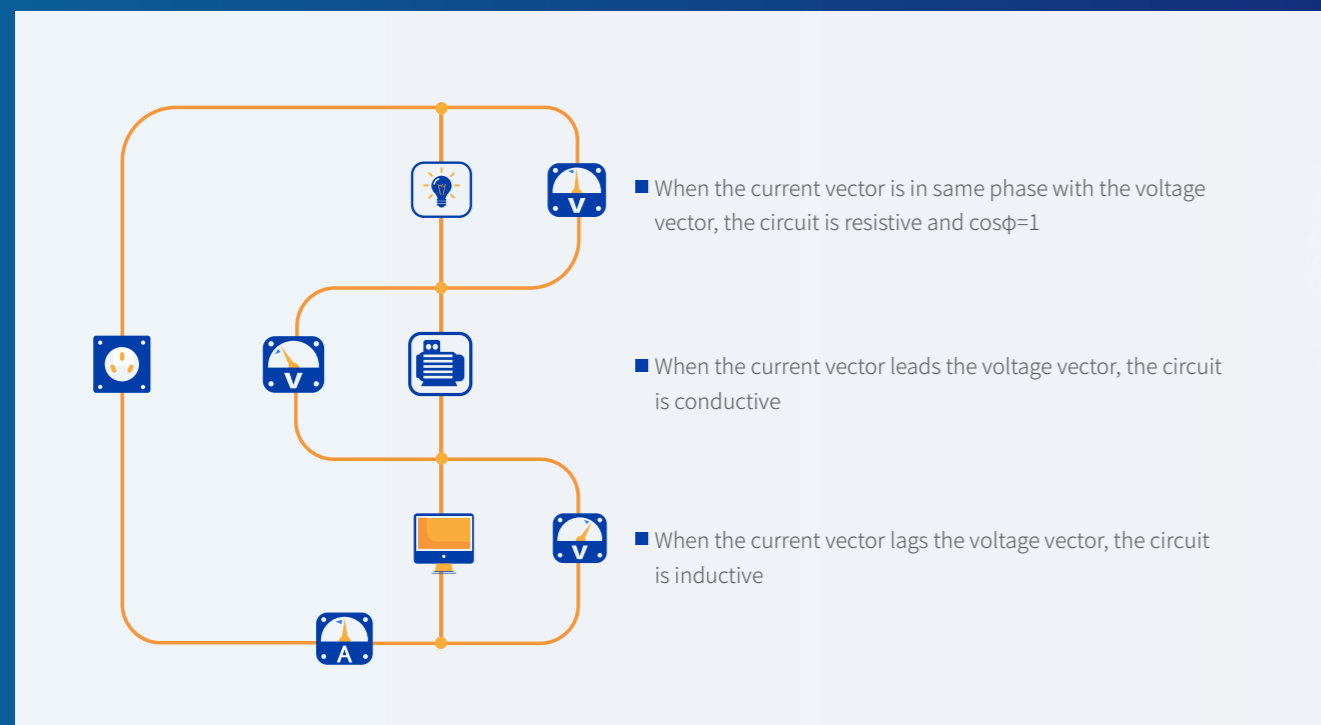 V
■ When the current vector is in same phase with the voltage
vector, the circuit is resistive and cosφ=1
V
■ When the current vector leads the voltage vector, the circuit
is conductive
V
■ When the current vector lags the voltage vector, the circuit
is inductive
A